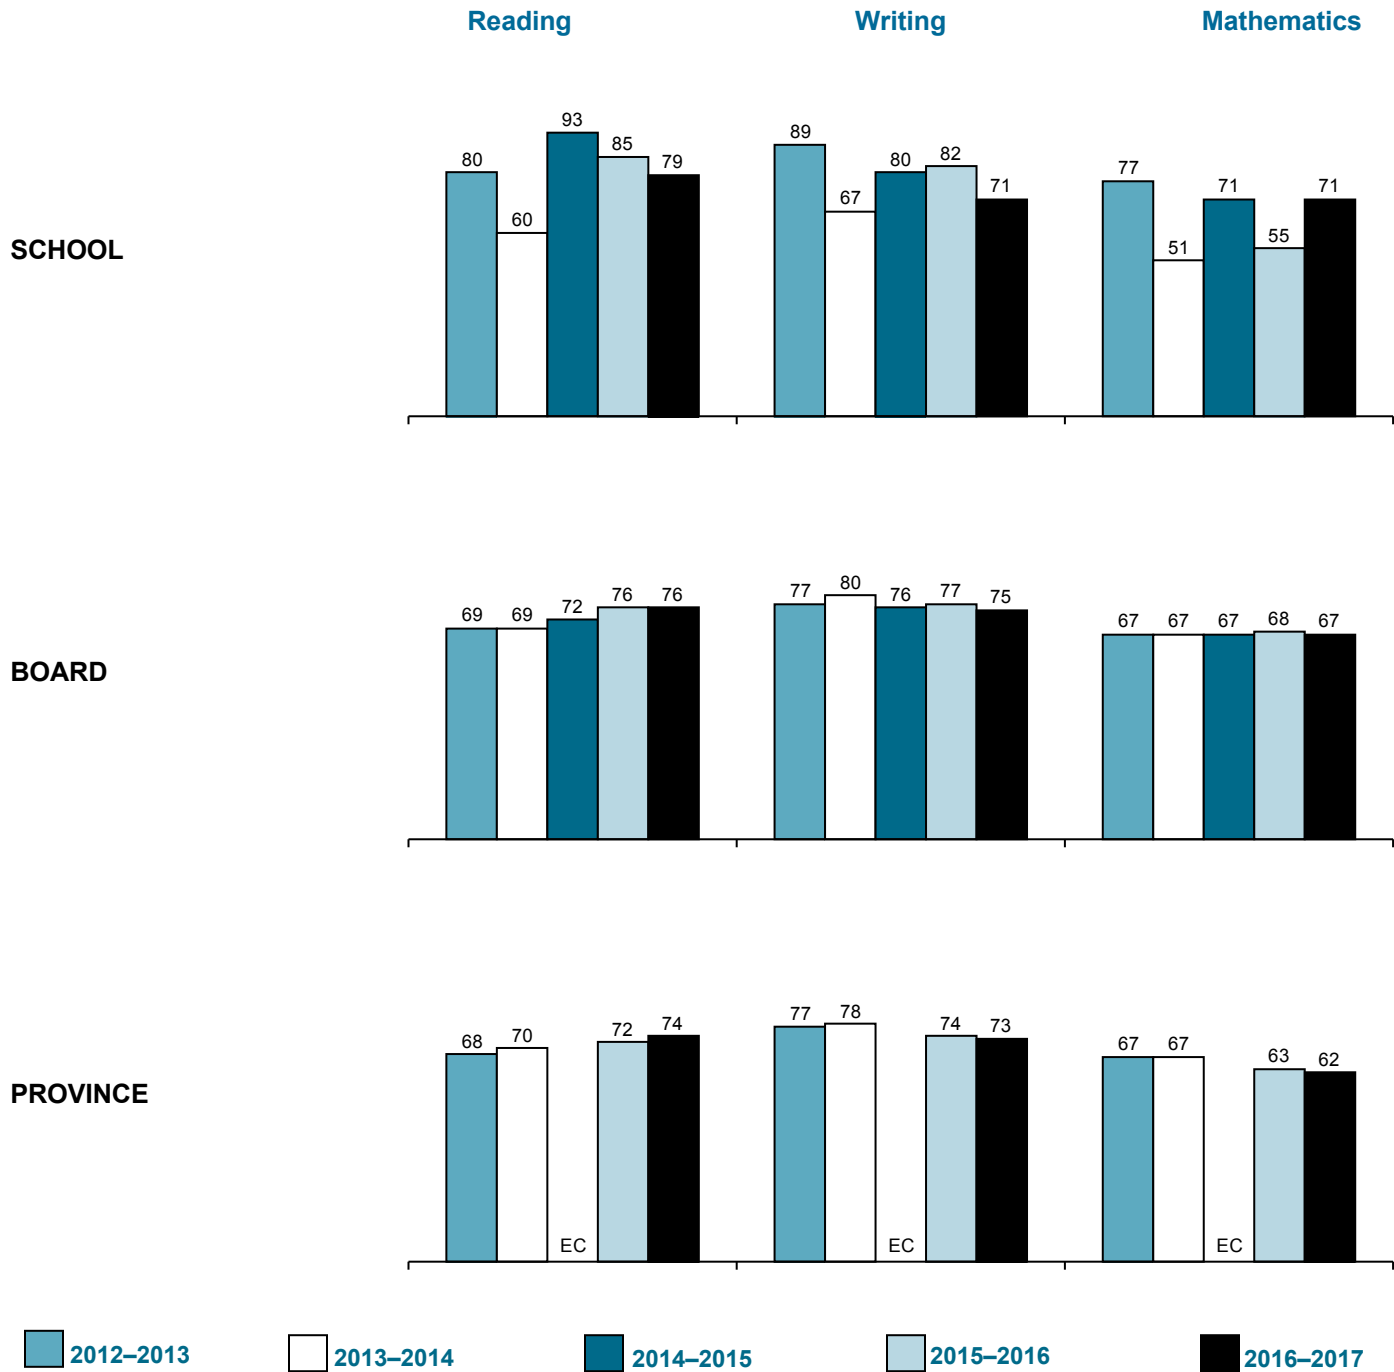 Reading Writing Mathematics
SCHOOL
80 60 93 85 79 89 67 80 82 71 77 51 71 55 71
BOARD
69 69 72 76 76 77 80 76 77 75 67 67 67 68 67
PROVINCE
68 70 EC 72 74 77 78 EC 74 73 67 67 EC 63 62
2012–2013 2013–2014 2014–2015 2015–2016 2016–2017